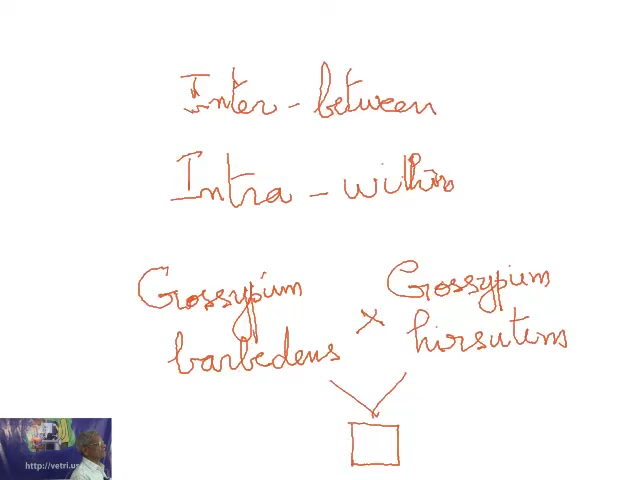 Inter - between
Intra - within
Gossypium × Gossypium
barbedens hirsutum
http://vetri.us